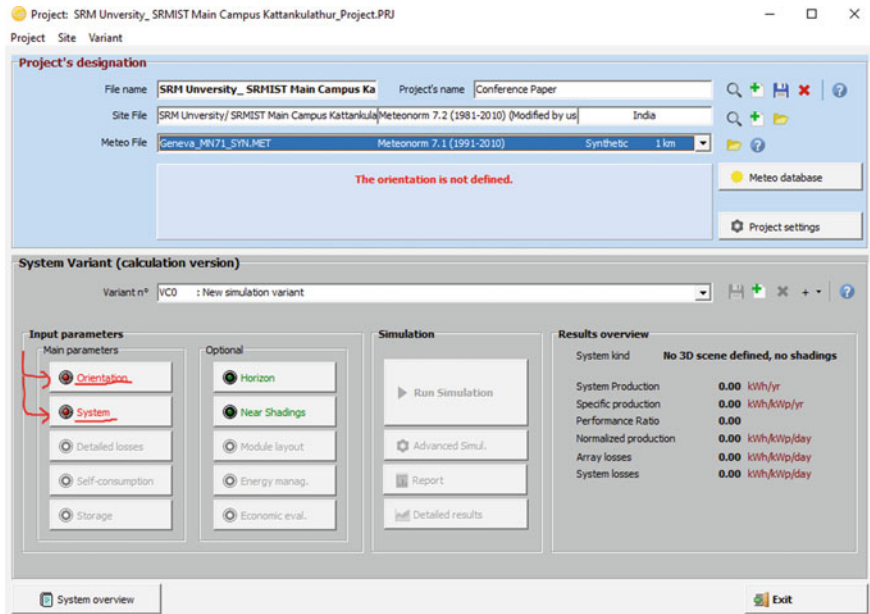 Project: SRM Unversity_ SRMIST Main Campus Kattankulathur_Project.PRJ
Project Site Variant
Project's designation
File name SRM Unversity_ SRMIST Main Campus Ka Project's name Conference Paper
Site File SRM Unversity/ SRMIST Main Campus Kattankula Meteonorm 7.2 (1981-2010) (Modified by us India
Meteo File Geneva_MN71_SYN.MET Meteonorm 7.1 (1991-2010) Synthetic 1 km
The orientation is not defined.
Meteo database
Project settings
System Variant (calculation version)
Variant n° VC0 : New simulation variant
Input parameters
Main parameters
Orientation
System
Detailed losses
Self-consumption
Storage
Optional
Horizon
Near Shadings
Module layout
Energy manag.
Economic eval.
Simulation
Run Simulation
Advanced Simul.
Report
Detailed results
Results overview
System kind No 3D scene defined, no shadings
System Production 0.00 kWh/yr
Specific production 0.00 kWh/kWp/yr
Performance Ratio 0.00
Normalized production 0.00 kWh/kWp/day
Array losses 0.00 kWh/kWp/day
System losses 0.00 kWh/kWp/day
System overview
Exit